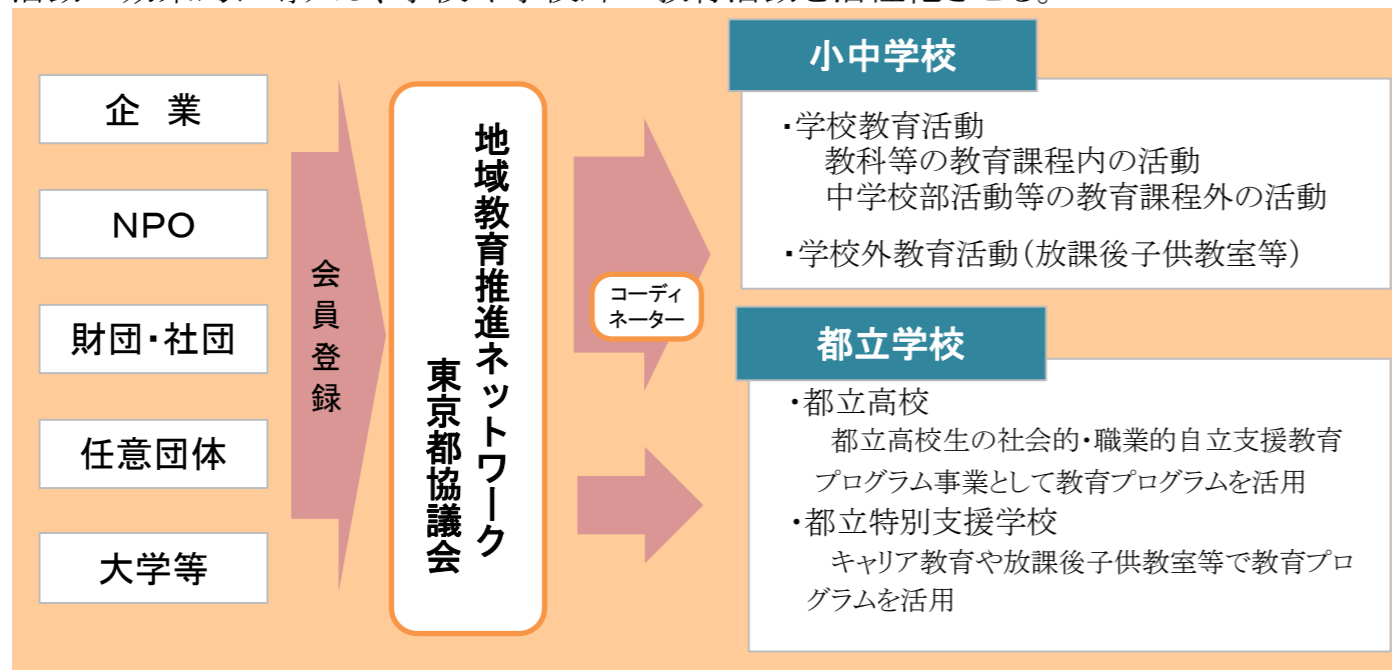 企 業
NPO
財団・社団
任意団体
大学等
会員登録
地域教育推進ネットワーク
東京都協議会
コーディ
ネーター
小中学校
・学校教育活動
教科等の教育課程内の活動
中学校部活動等の教育課程外の活動
・学校外教育活動(放課後子供教室等)
都立学校
・都立高校
都立高校生の社会的・職業的自立支援教育
プログラム事業として教育プログラムを活用
・都立特別支援学校
キャリア教育や放課後子供教室等で教育プロ
グラムを活用